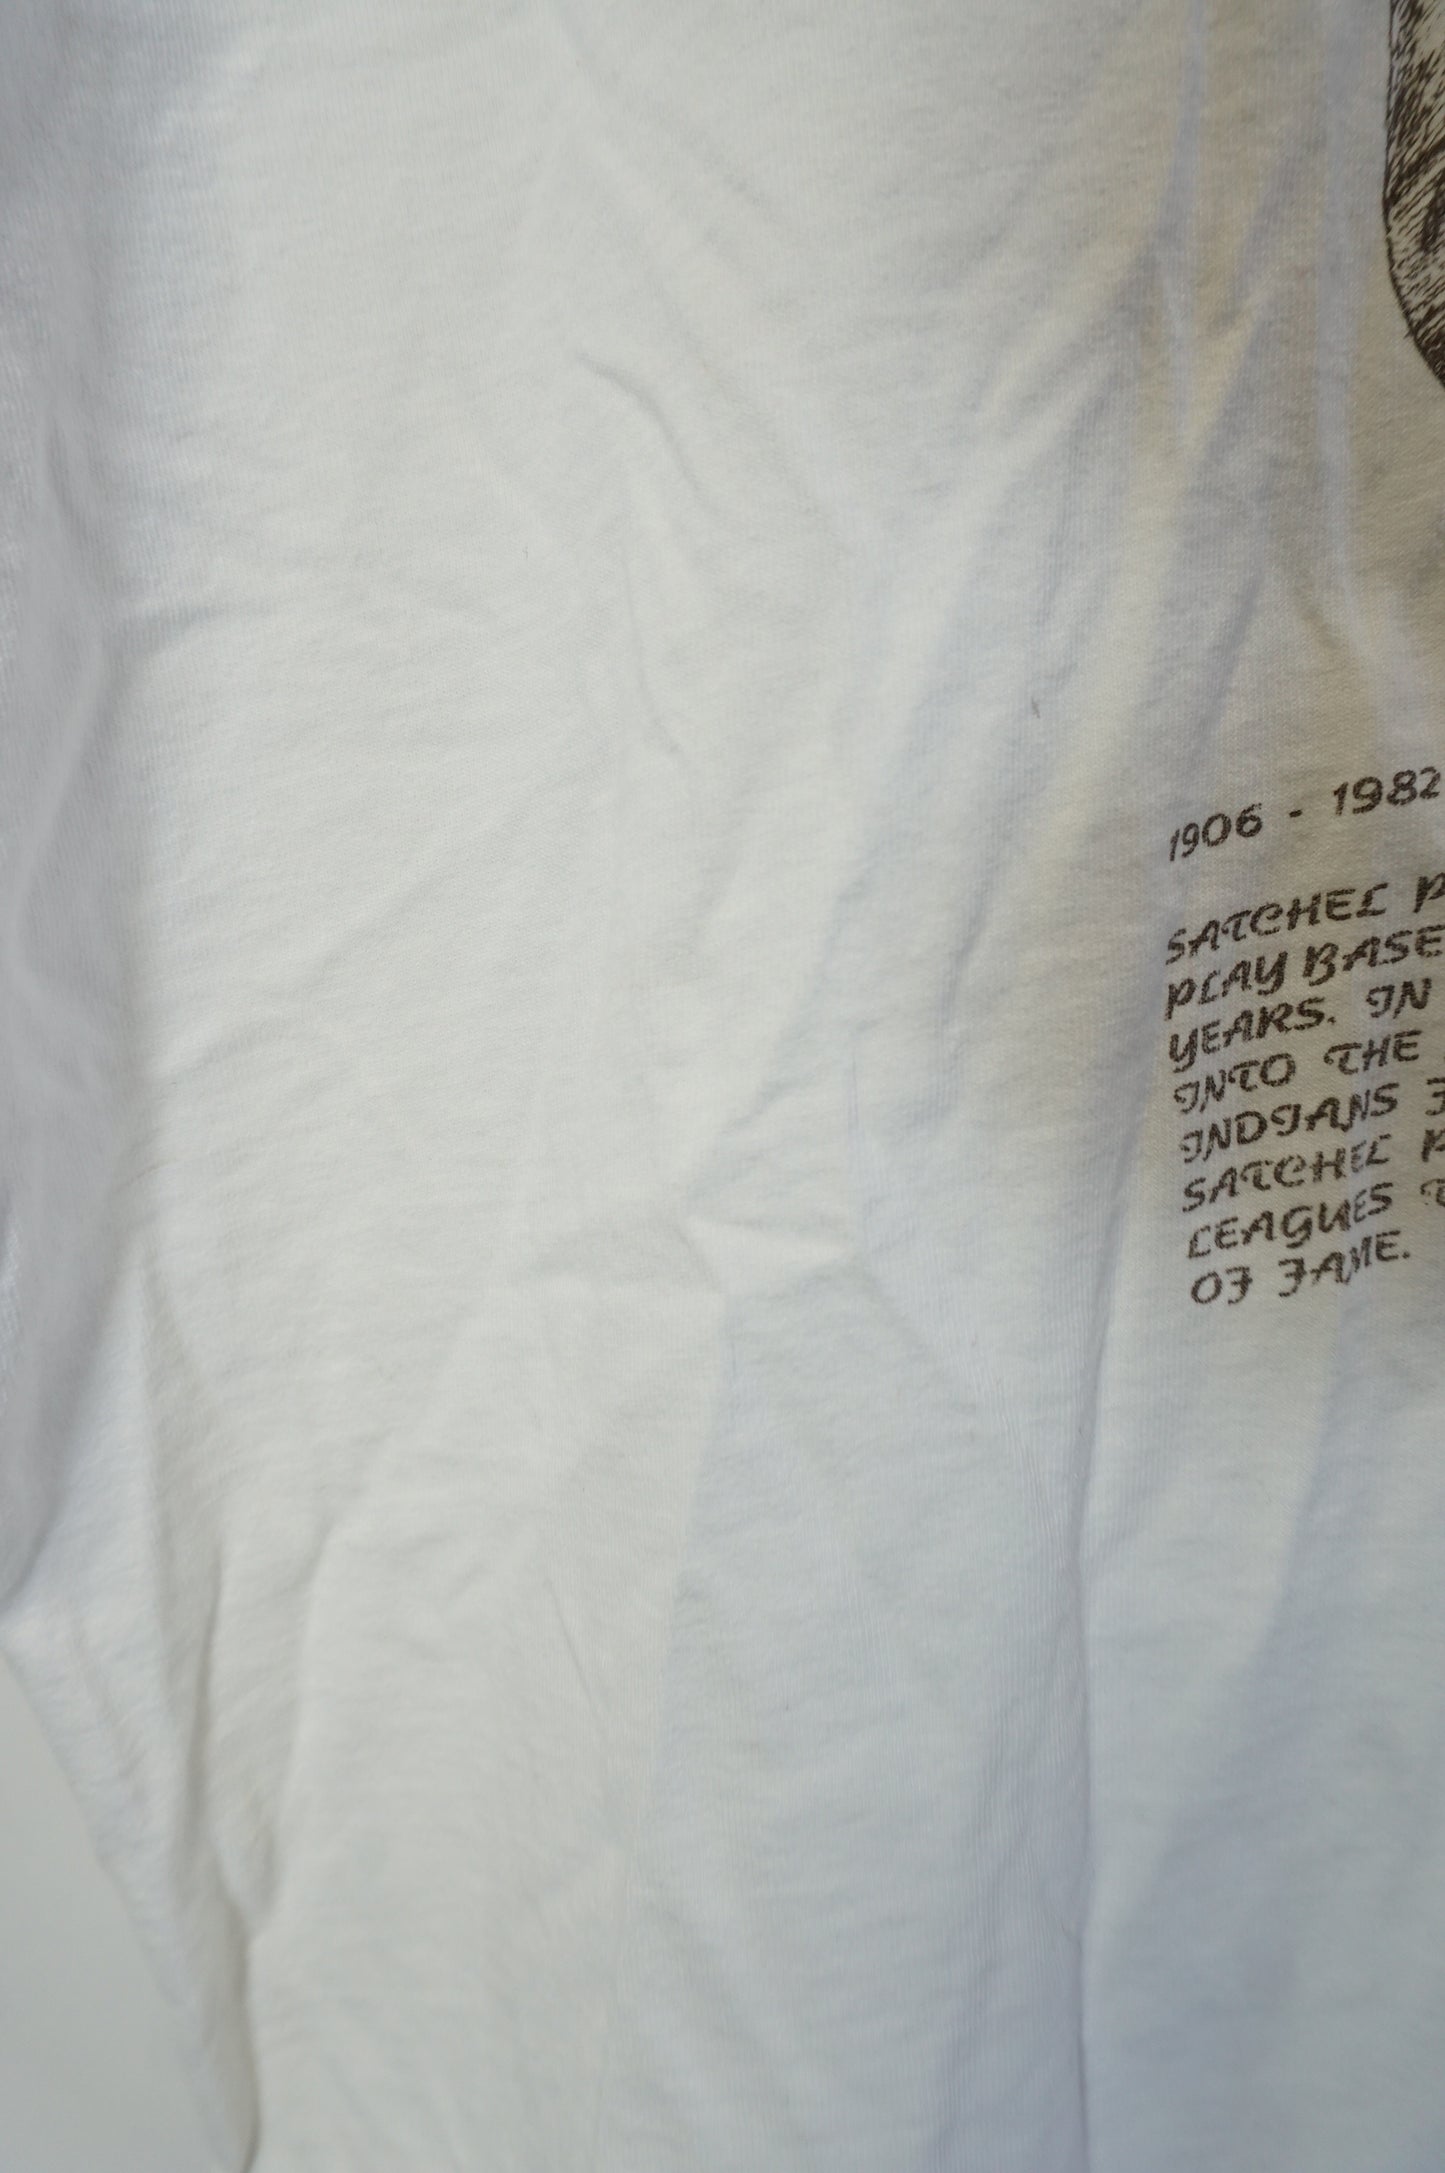 1906 - 1982
SATCHEL P
PLAY BASE
YEARS. IN
INTO THE
INDIANS F
SATCHEL P
LEAGUES T
OF FAME.